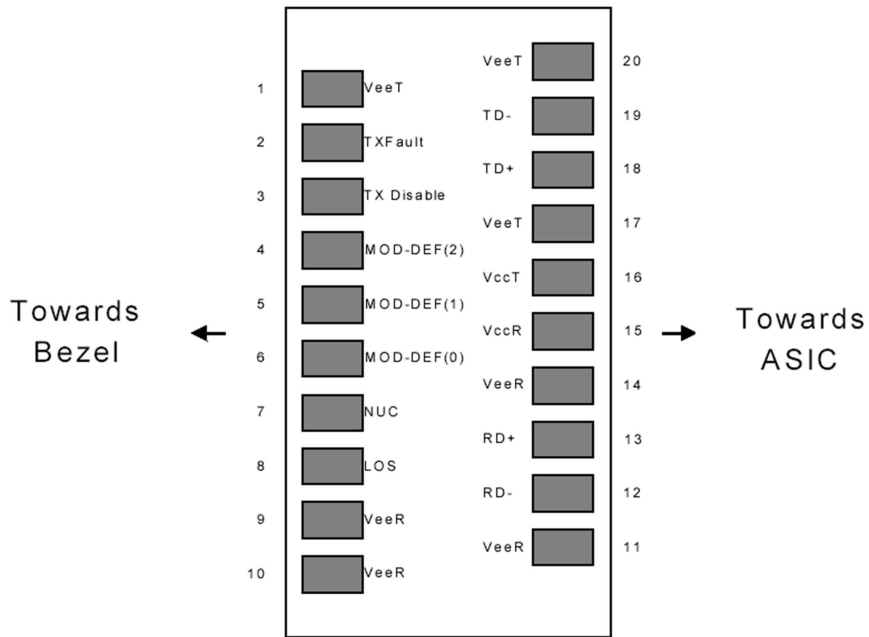 VeeT 20
1 VeeT
TD- 19
2 TXFault
TD+ 18
3 TX Disable
VeeT 17
4 MOD-DEF(2)
VccT 16
5 MOD-DEF(1)
Towards
Bezel
VccR 15
Towards
ASIC
6 MOD-DEF(0)
VeeR 14
7 NUC
RD+ 13
8 LOS
RD- 12
9 VeeR
VeeR 11
10 VeeR